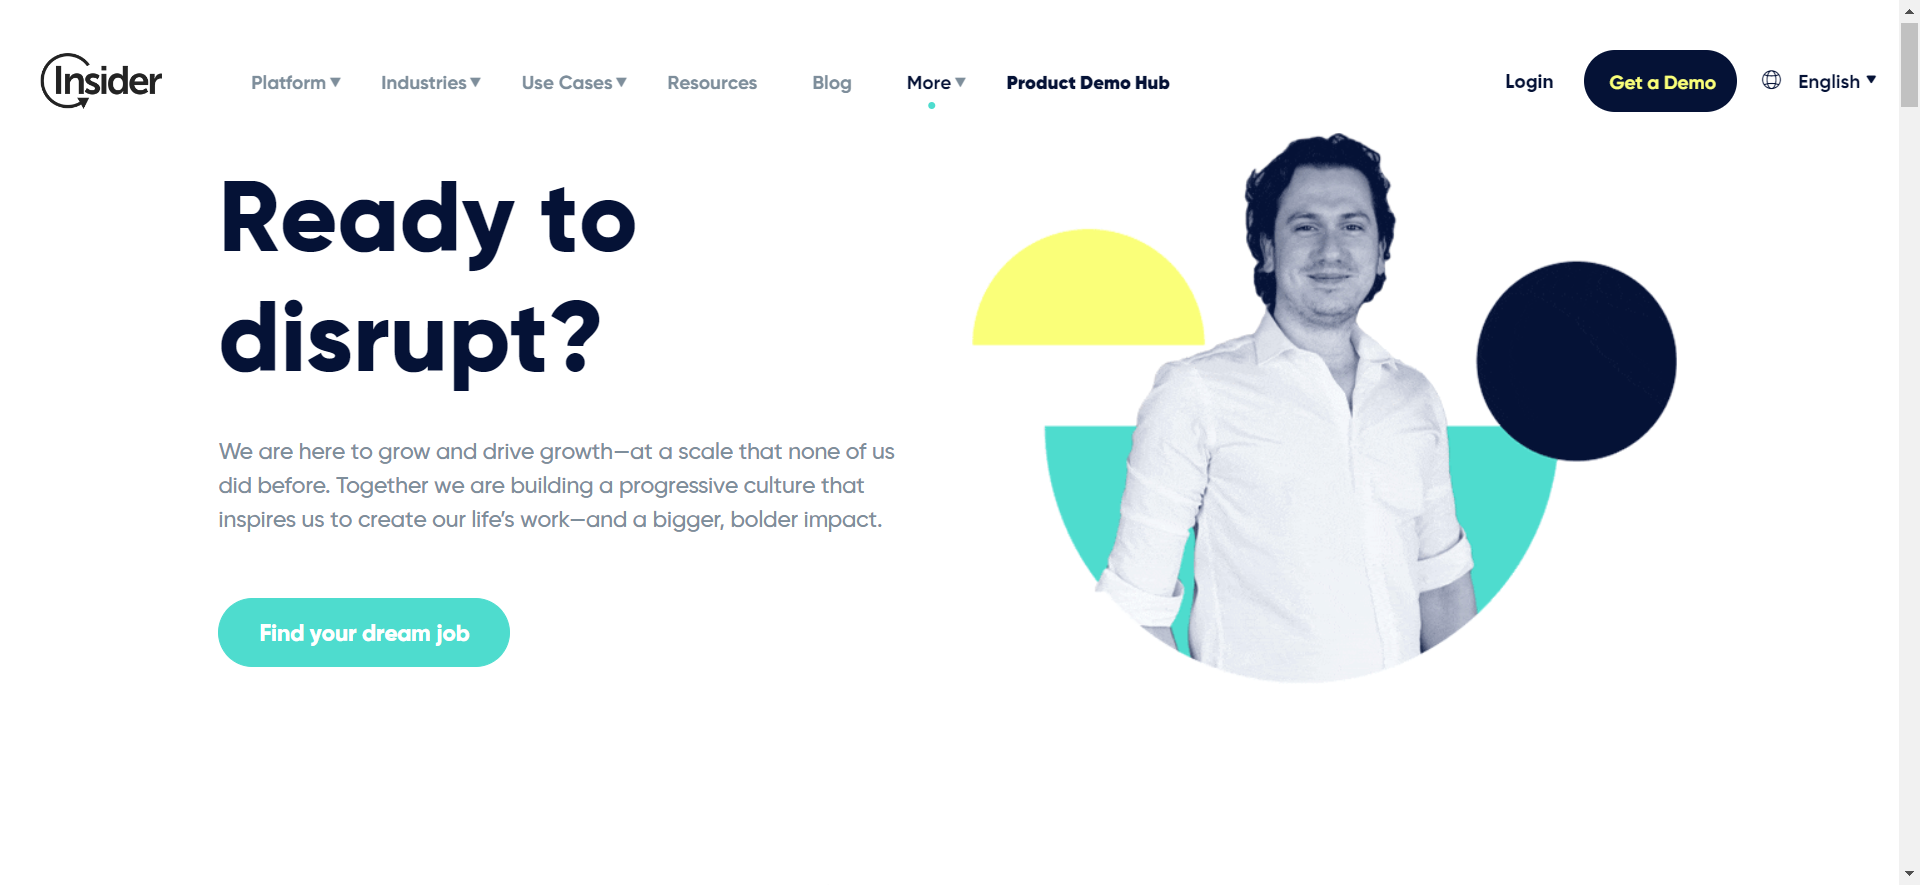 Insider
Platform
Industries
Use Cases
Resources
Blog
More
Product Demo Hub
Login
Get a Demo
English
Ready to
disrupt?
We are here to grow and drive growth—at a scale that none of us
did before. Together we are building a progressive culture that
inspires us to create our life’s work—and a bigger, bolder impact.
Find your dream job